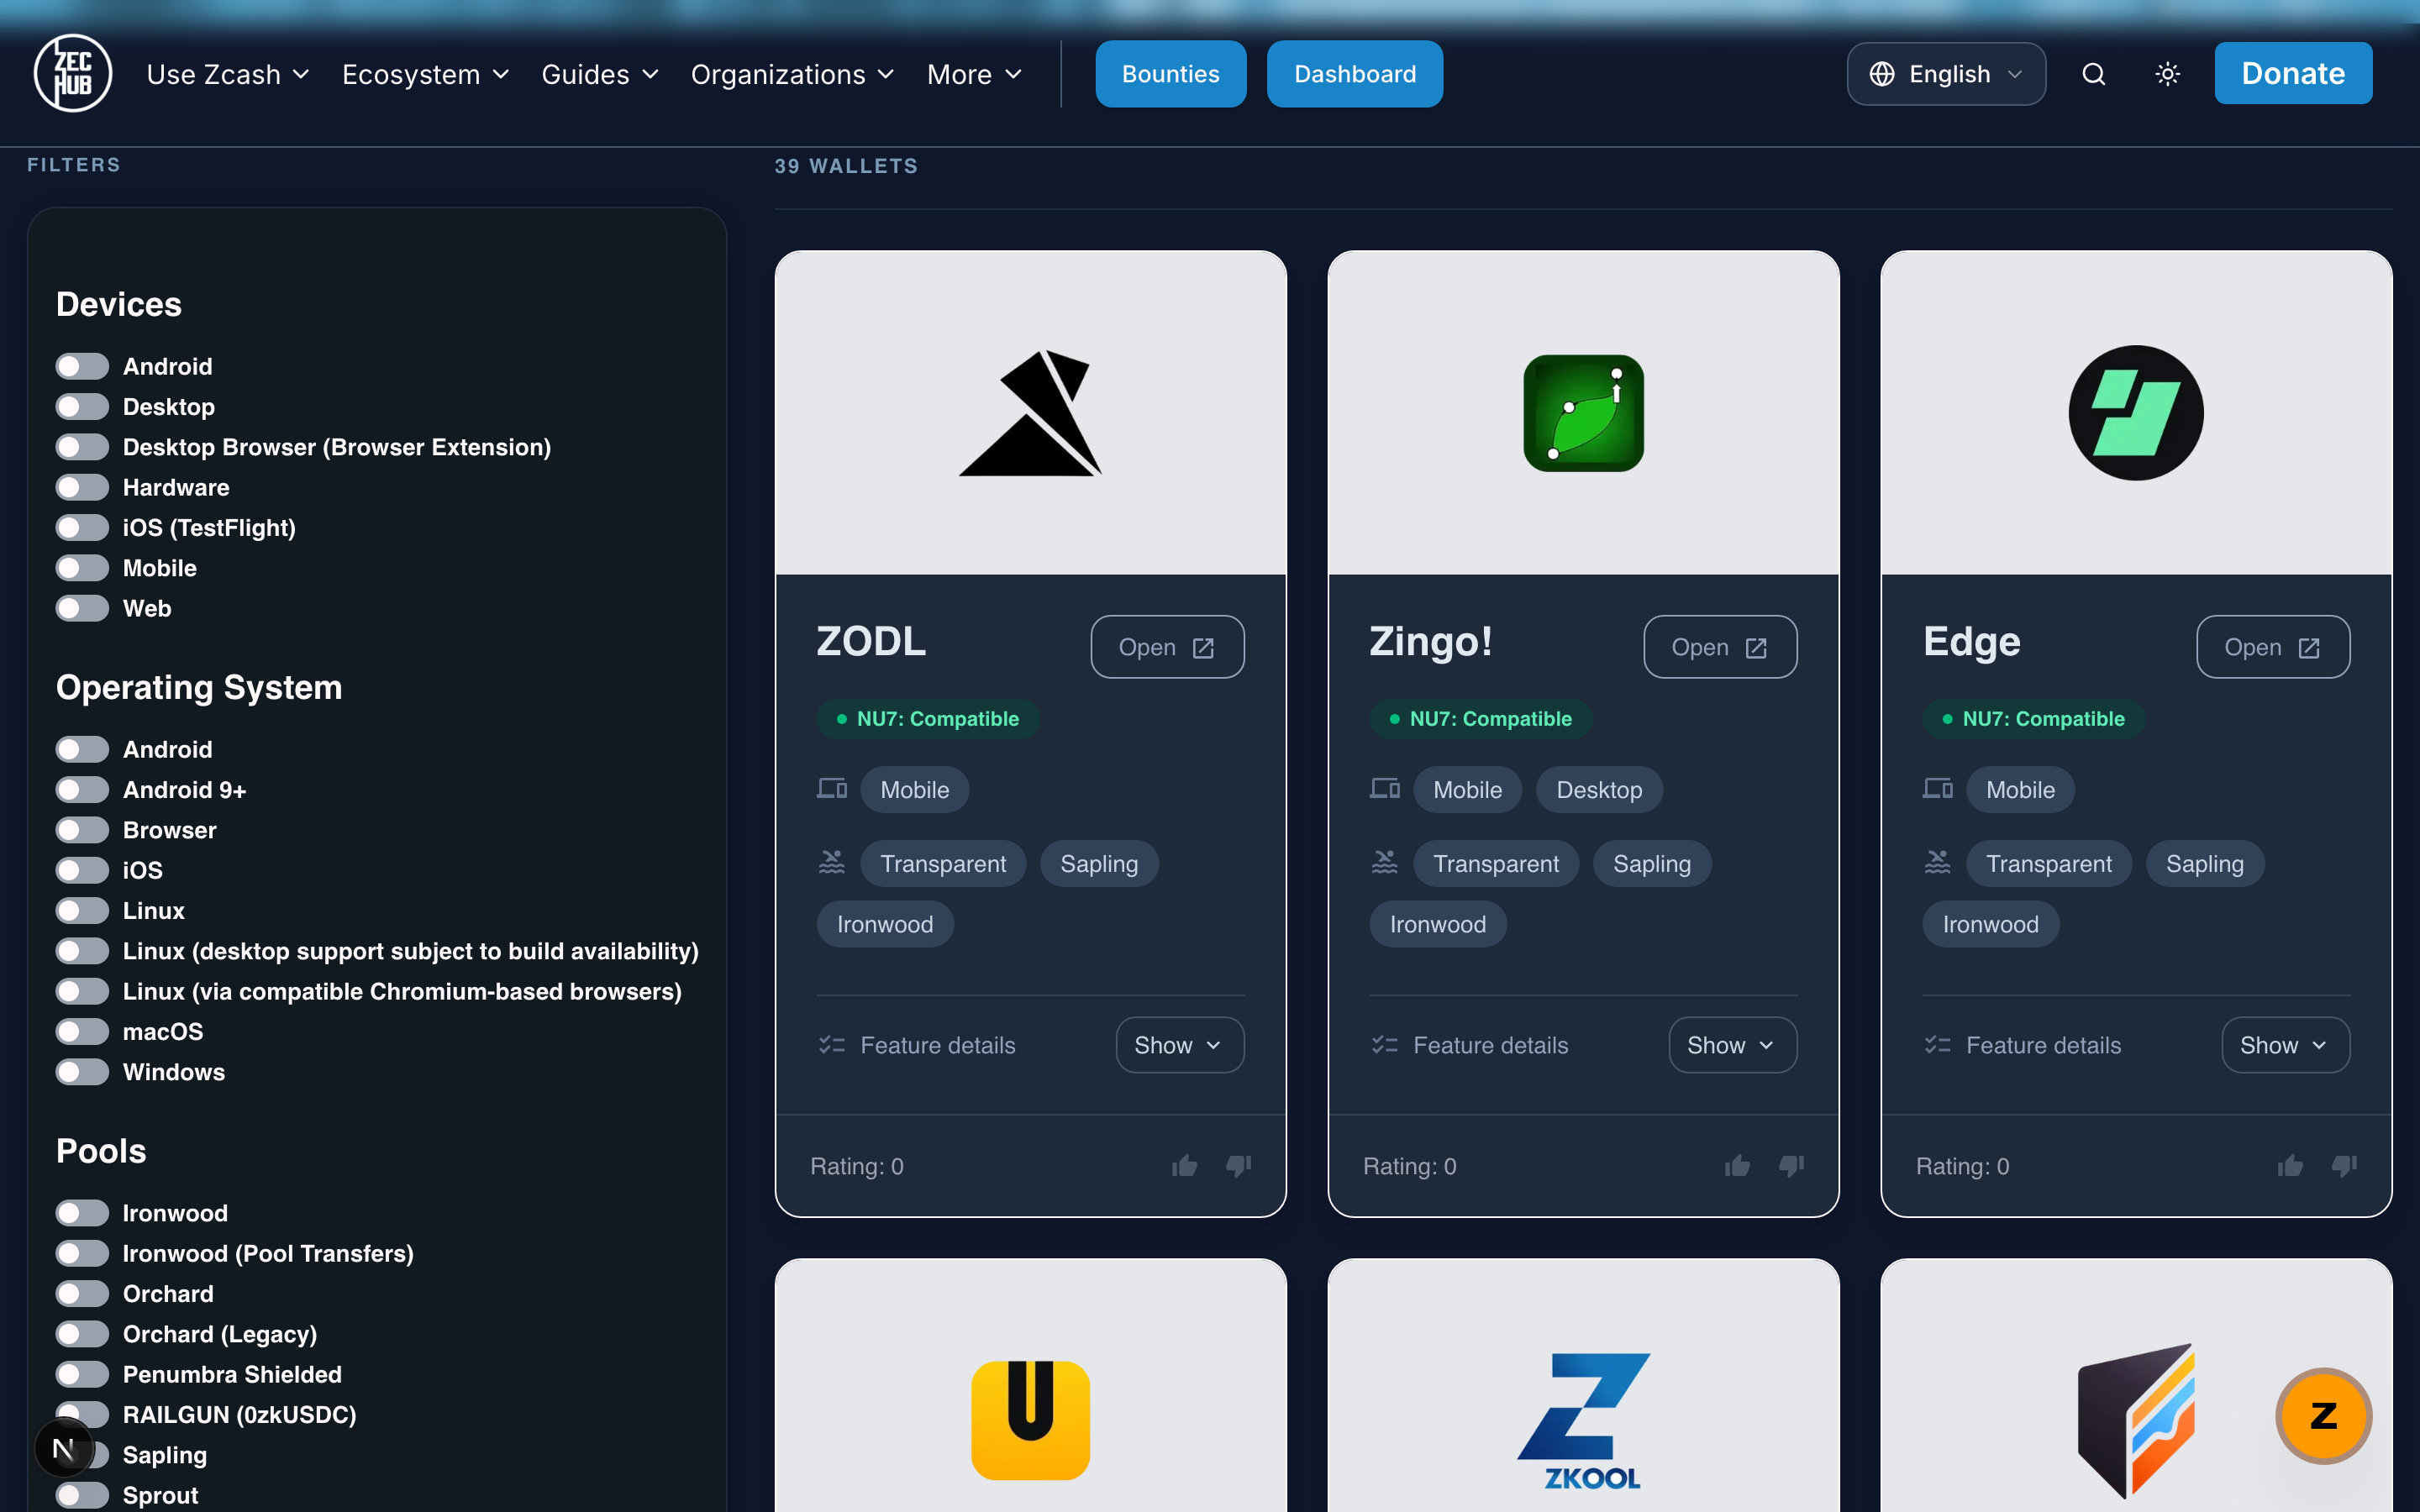 ZEC
HUB
Use Zcash
Ecosystem
Guides
Organizations
More
Bounties
Dashboard
English
Donate
FILTERS
39 WALLETS
Devices
Android
Desktop
Desktop Browser (Browser Extension)
Hardware
iOS (TestFlight)
Mobile
Web
Operating System
Android
Android 9+
Browser
iOS
Linux
Linux (desktop support subject to build availability)
Linux (via compatible Chromium-based browsers)
macOS
Windows
Pools
Ironwood
Ironwood (Pool Transfers)
Orchard
Orchard (Legacy)
Penumbra Shielded
RAILGUN (0zkUSDC)
Sapling
Sprout
N
ZODL
Open
NU7: Compatible
Mobile
Transparent
Sapling
Ironwood
Feature details
Show
Rating: 0
Zingo!
Open
NU7: Compatible
Mobile
Desktop
Transparent
Sapling
Ironwood
Feature details
Show
Rating: 0
Edge
Open
NU7: Compatible
Mobile
Transparent
Sapling
Ironwood
Feature details
Show
Rating: 0
U
Z
ZKOOL
Z